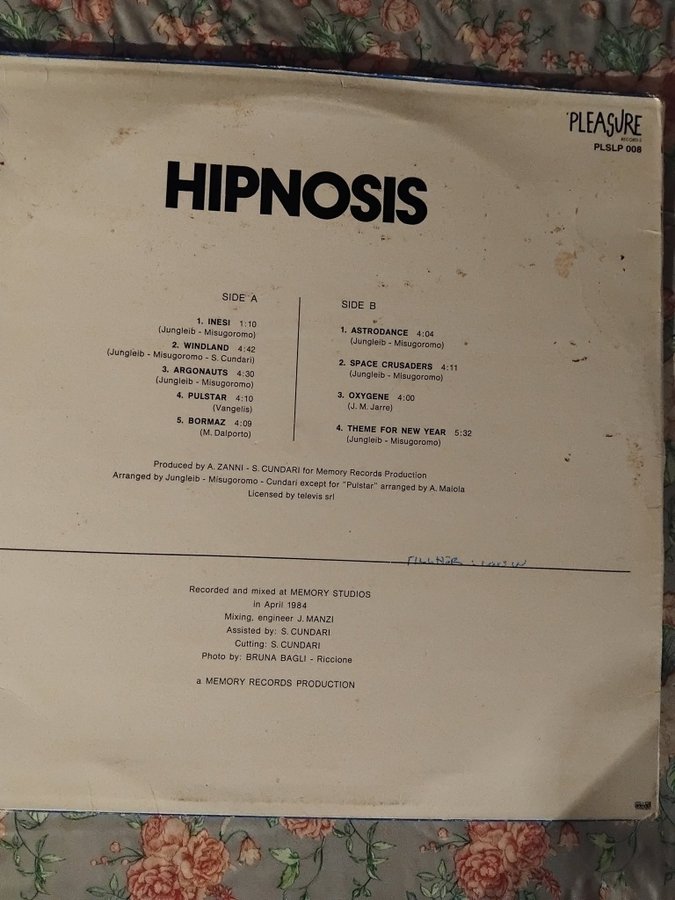 PLEASURE
RECORDS
PLSLP 008
HIPNOSIS
SIDE A
1. INESI 1:10
(Jungleib - Misugoromo)
2. WINDLAND 4:42
(Jungleib - Misugoromo - S. Cundari)
3. ARGONAUTS 4:30
(Jungleib - Misugoromo)
4. PULSTAR 4:10
(Vangelis)
5. BORMAZ 4:09
(M. Dalporto)
SIDE B
1. ASTRODANCE 4:04
(Jungleib - Misugoromo)
2. SPACE CRUSADERS 4:11
(Jungleib - Misugoromo)
3. OXYGENE 4:00
(J. M. Jarre)
4. THEME FOR NEW YEAR 5:32
(Jungleib - Misugoromo)
Produced by A. ZANNI - S. CUNDARI for Memory Records Production
Arranged by Jungleib - Misugoromo - Cundari except for "Pulstar" arranged by A. Maiola
Licensed by televis srl
Recorded and mixed at MEMORY STUDIOS
in April 1984
Mixing, engineer J. MANZI
Assisted by: S. CUNDARI
Cutting: S. CUNDARI
Photo by: BRUNA BAGLI - Riccione
a MEMORY RECORDS PRODUCTION